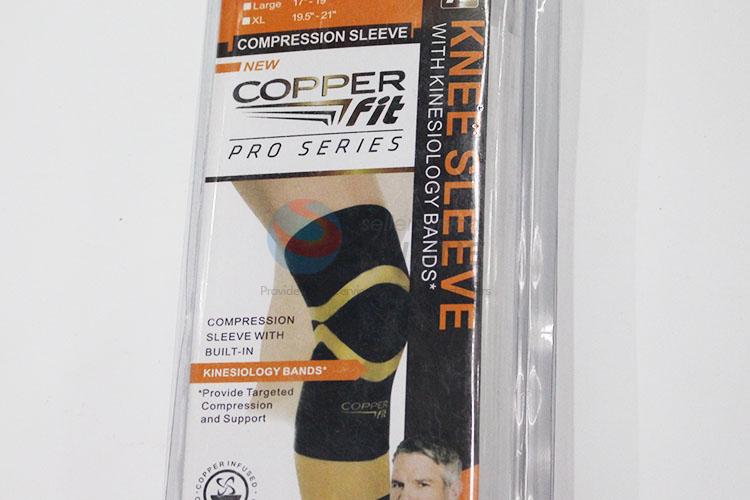 Large 17" - 19"
XL 19.5" - 21"
COMPRESSION SLEEVE
NEW
COPPER
Fit
PRO SERIES
KNEE SLEEVE
WITH KINESIOLOGY BANDS*
COMPRESSION
SLEEVE WITH
BUILT-IN
KINESIOLOGY BANDS*
*Provide Targeted
Compression
and Support
COPPER
Fit
COPPER INFUSED